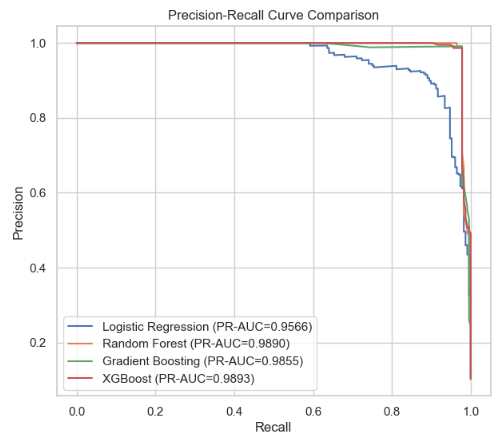 Precision-Recall Curve Comparison
1.0
0.8
0.6
0.4
0.2
Precision
Logistic Regression (PR-AUC=0.9566)
Random Forest (PR-AUC=0.9890)
Gradient Boosting (PR-AUC=0.9855)
XGBoost (PR-AUC=0.9893)
0.0 0.2 0.4 0.6 0.8 1.0
Recall